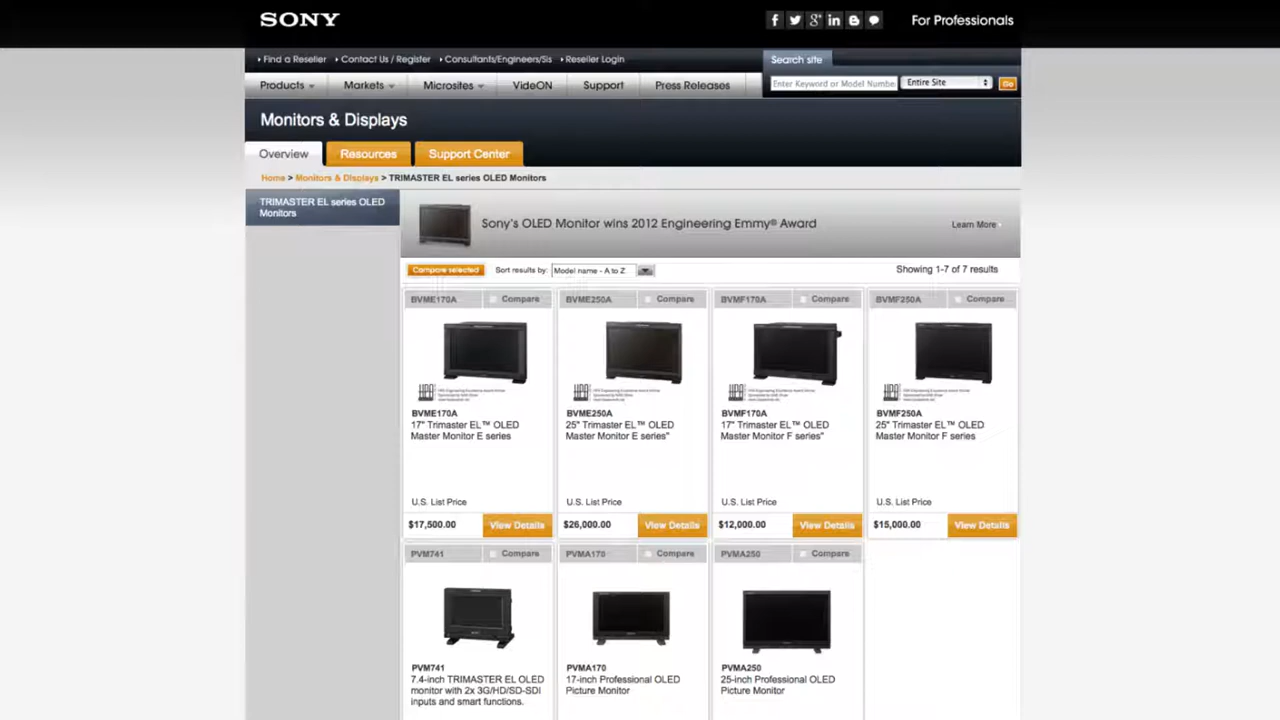 SONY
For Professionals
Find a Reseller Contact Us / Register Consultants/Engineers/Sis Reseller Login
Search site
Products Markets Microsites VideON Support Press Releases
Enter Keyword or Model Numbe Entire Site Go
Monitors & Displays
Overview Resources Support Center
Home > Monitors & Displays > TRIMASTER EL series OLED Monitors
TRIMASTER EL series OLED
Monitors
Sony's OLED Monitor wins 2012 Engineering Emmy® Award Learn More
Compare selected Sort results by: Model name - A to Z Showing 1-7 of 7 results
BVME170A Compare BVME250A Compare BVMF170A Compare BVMF250A Compare
BVME170A BVME250A BVMF170A BVMF250A
17" Trimaster EL™ OLED 25" Trimaster EL™ OLED 17" Trimaster EL™ OLED 25" Trimaster EL™ OLED
Master Monitor E series Master Monitor E series" Master Monitor F series" Master Monitor F series
U.S. List Price U.S. List Price U.S. List Price U.S. List Price
$17,500.00 View Details $26,000.00 View Details $12,000.00 View Details $15,000.00 View Details
PVM741 Compare PVMA170 Compare PVMA250 Compare
PVM741 PVMA170 PVMA250
7.4-inch TRIMASTER EL OLED 17-inch Professional OLED 25-inch Professional OLED
monitor with 2x 3G/HD/SD-SDI Picture Monitor Picture Monitor
inputs and smart functions.